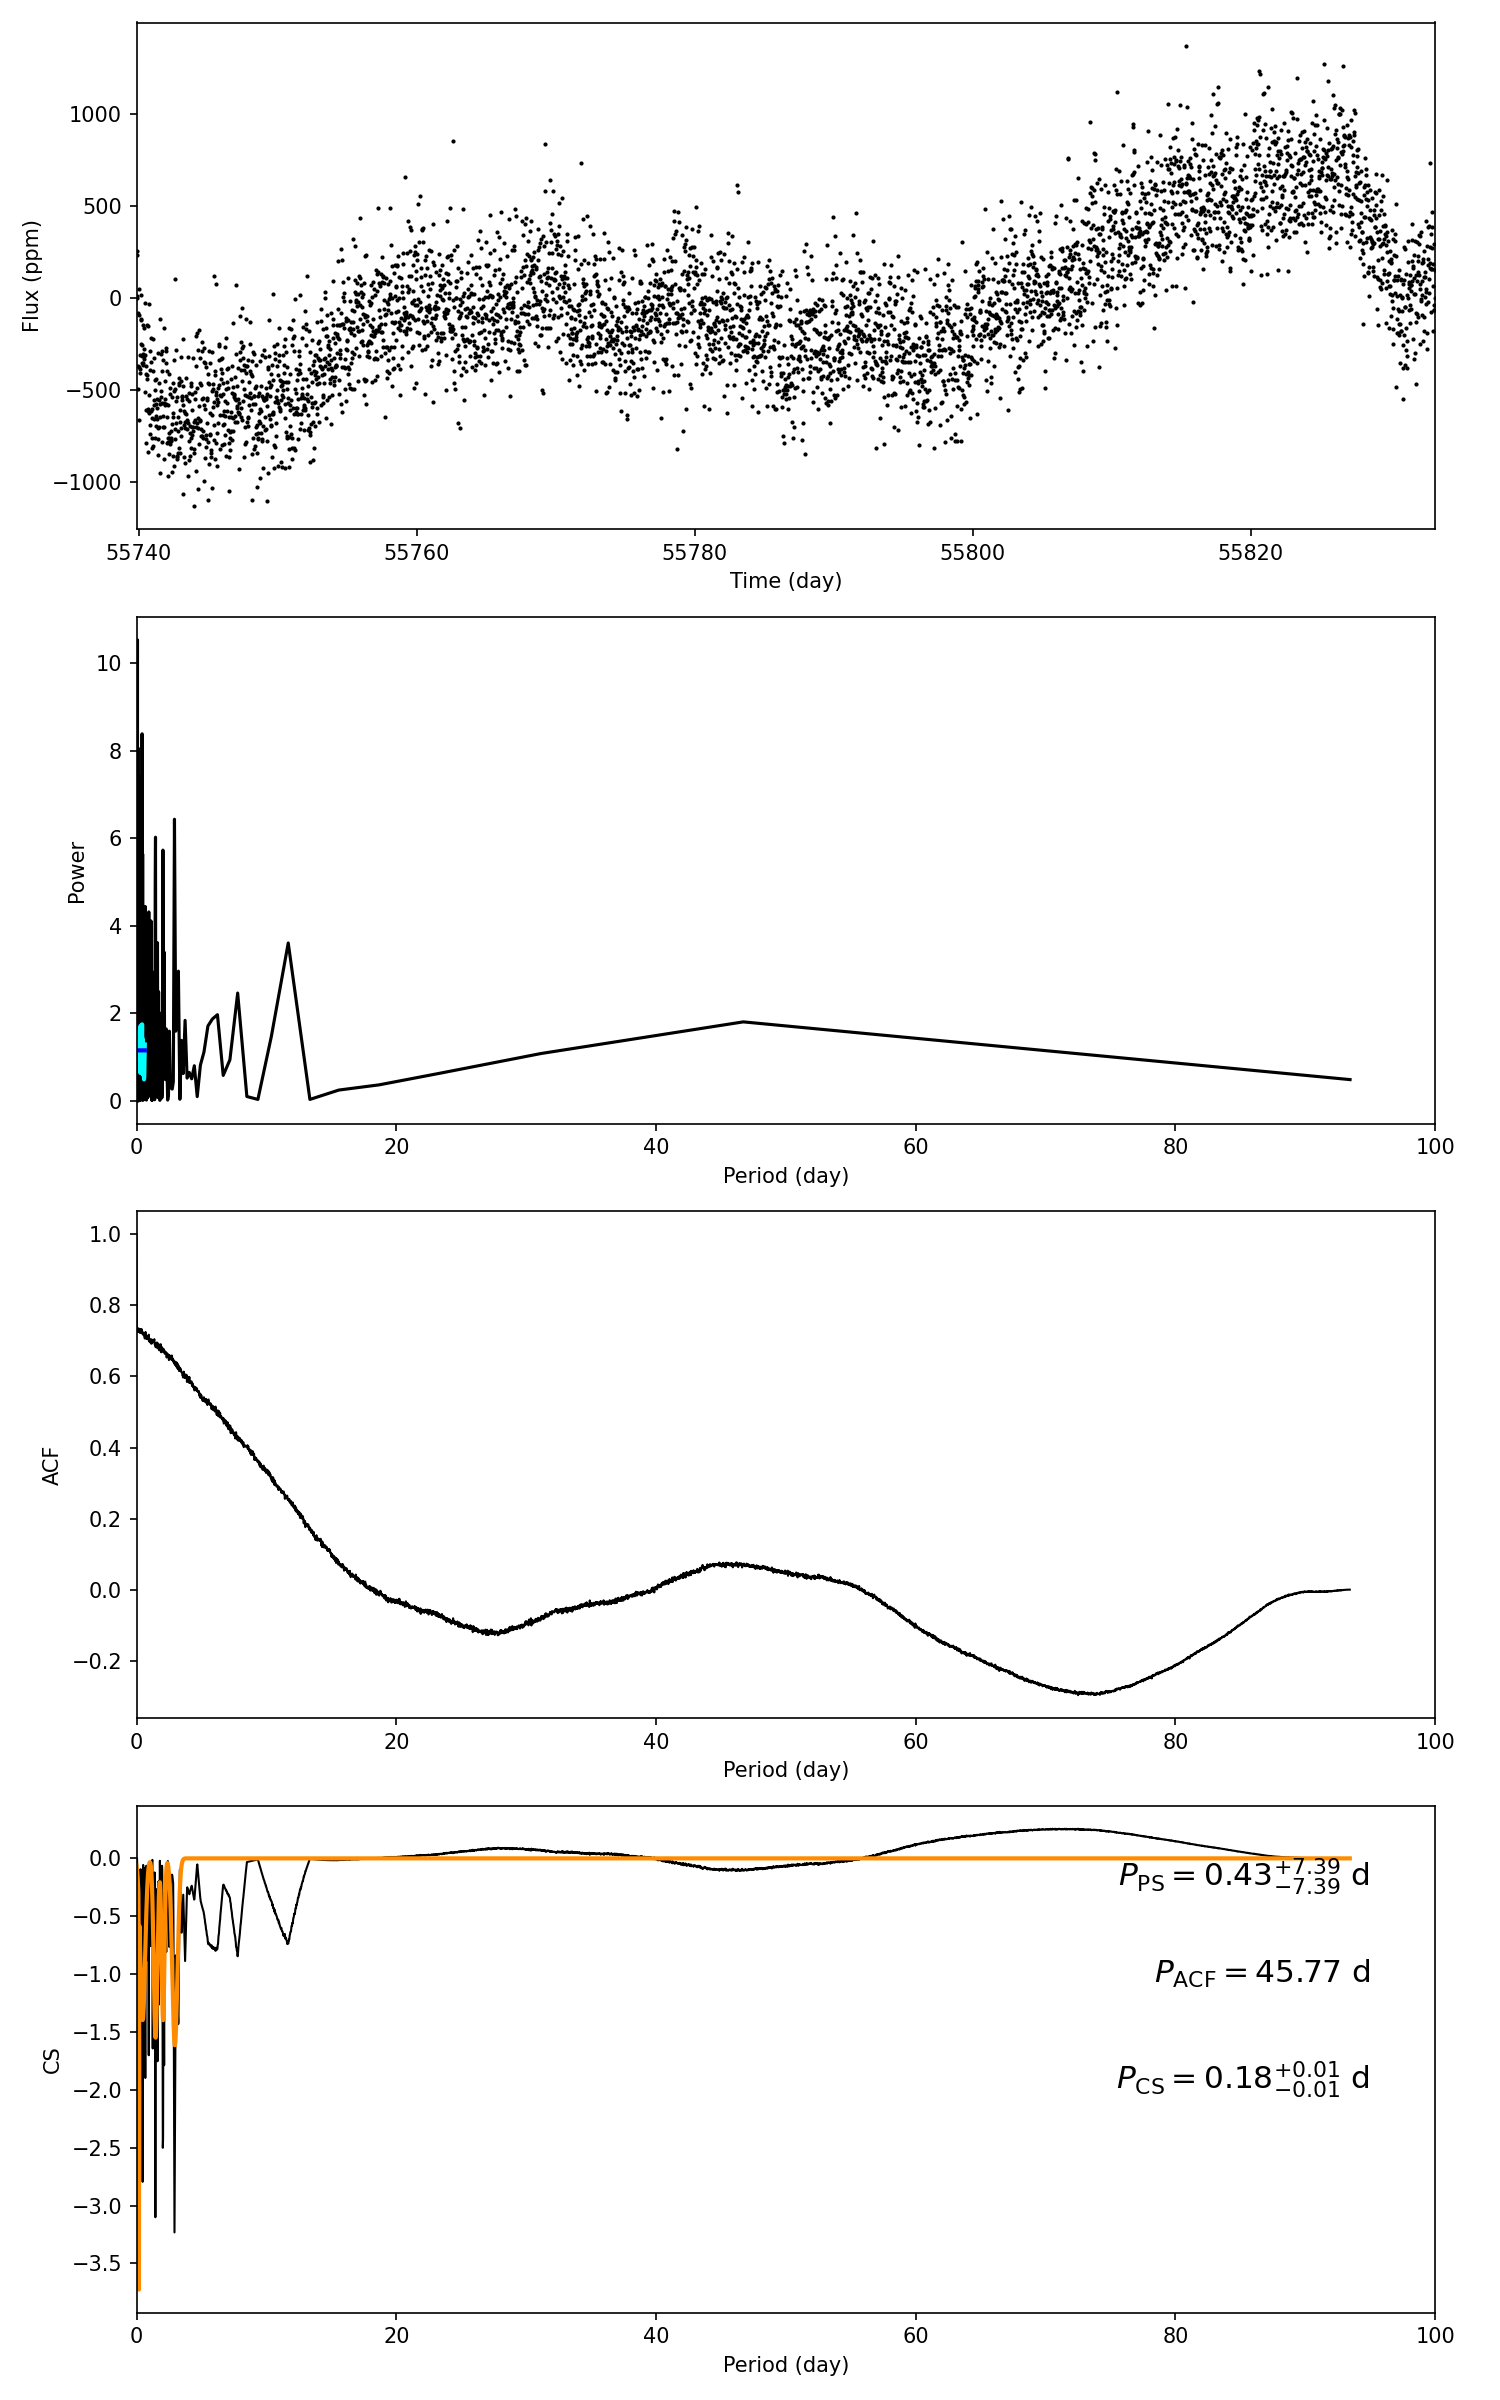 1000
500
0
−500
−1000
Flux (ppm)
55740 55760 55780 55800 55820
Time (day)
10
8
6
4
2
0
Power
0 20 40 60 80 100
Period (day)
1.0
0.8
0.6
0.4
0.2
0.0
−0.2
ACF
0 20 40 60 80 100
Period (day)
0.0
−0.5
−1.0
−1.5
−2.0
−2.5
−3.0
−3.5
CS
P_PS = 0.43^{+7.39}_{−7.39} d
P_ACF = 45.77 d
P_CS = 0.18^{+0.01}_{−0.01} d
0 20 40 60 80 100
Period (day)